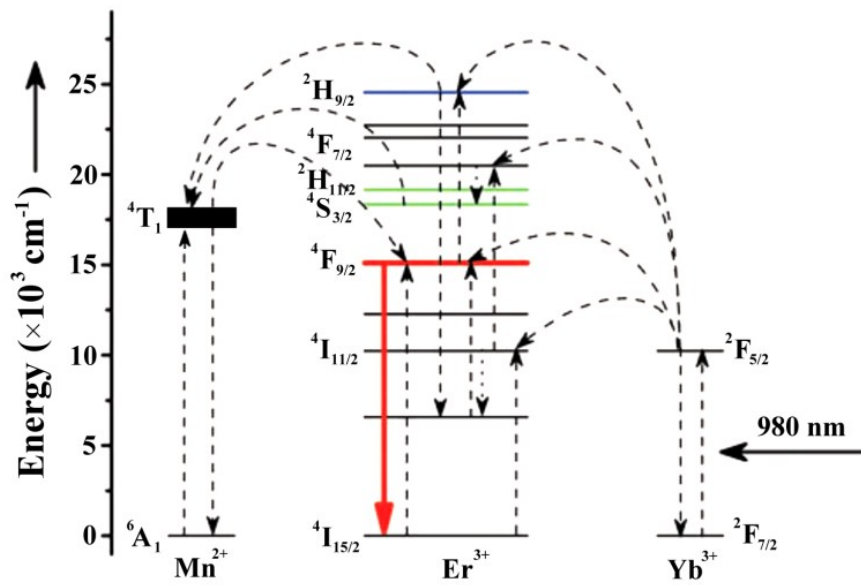 Energy (×10³ cm⁻¹)
25
20
15
10
5
0
⁴T₁
⁶A₁
Mn²⁺
²H₉/₂
⁴F₇/₂
²H₁₁/₂
⁴S₃/₂
⁴F₉/₂
⁴I₁₁/₂
⁴I₁₅/₂
Er³⁺
²F₅/₂
980 nm
²F₇/₂
Yb³⁺